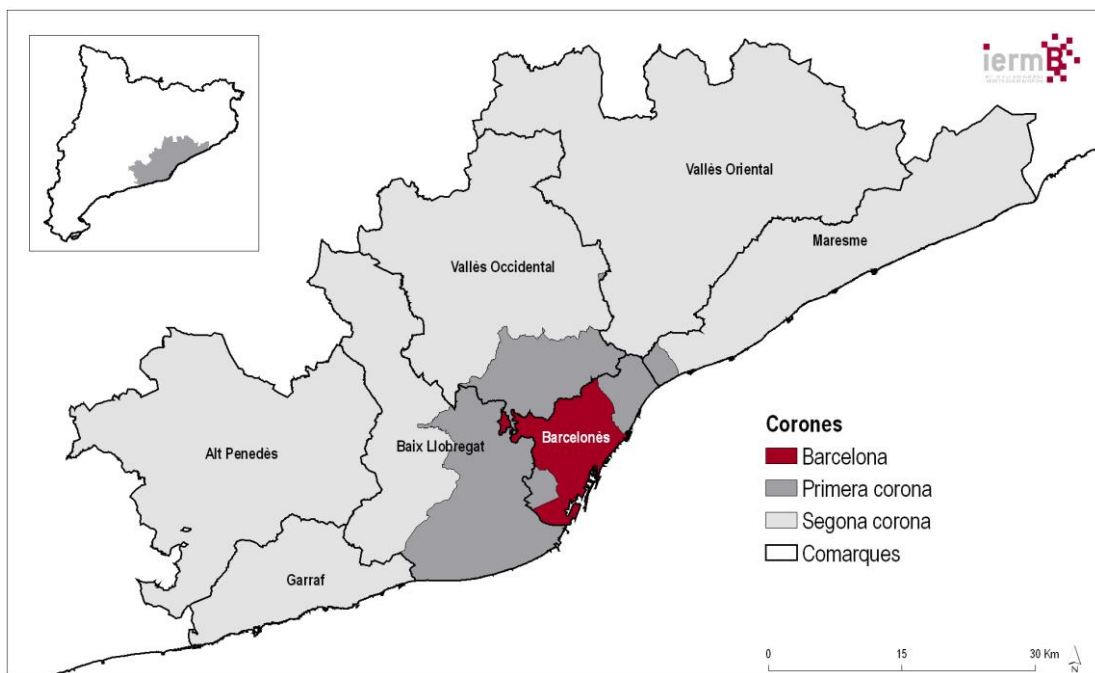 iermB
Vallès Oriental
Maresme
Vallès Occidental
Alt Penedès
Baix Llobregat
Barcelonès
Garraf
Corones
Barcelona
Primera corona
Segona corona
Comarques
0 15 30 Km
N